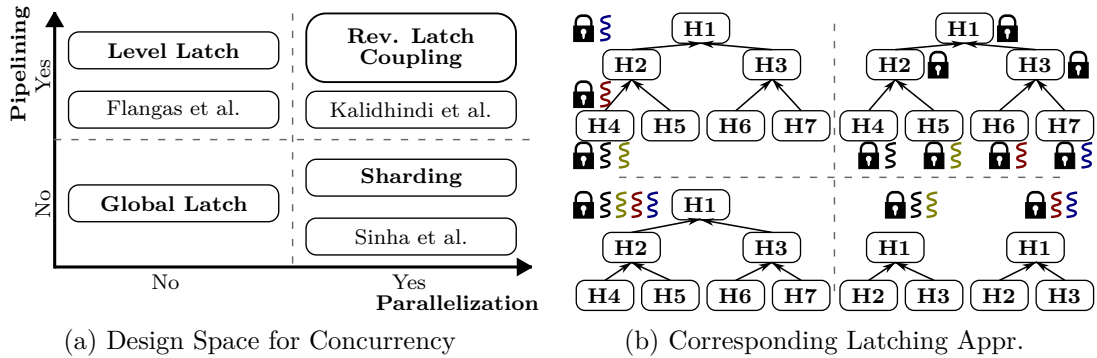 Pipelining
Yes
No
Level Latch
Flangas et al.
Rev. Latch
Coupling
Kalidhindi et al.
Global Latch
Sharding
Sinha et al.
No
Yes
Parallelization
(a) Design Space for Concurrency
H1
H2 H3
H4 H5 H6 H7
H1
H2 H3
H4 H5 H6 H7
H1
H2 H3
H4 H5 H6 H7
H1 H1
H2 H3 H2 H3
(b) Corresponding Latching Appr.